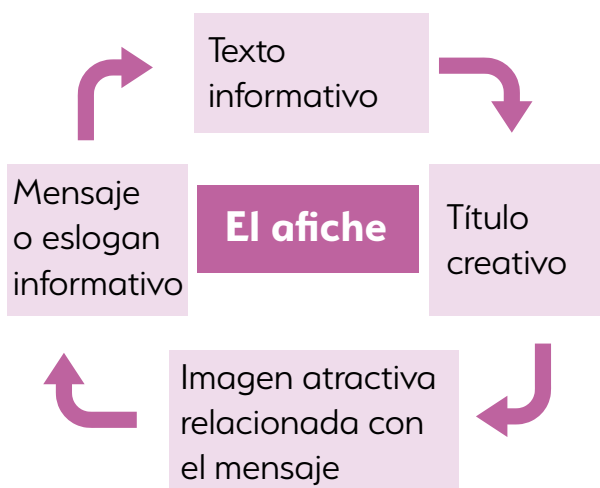 Texto
informativo
Mensaje
o eslogan
informativo
El afiche
Título
creativo
Imagen atractiva
relacionada con
el mensaje